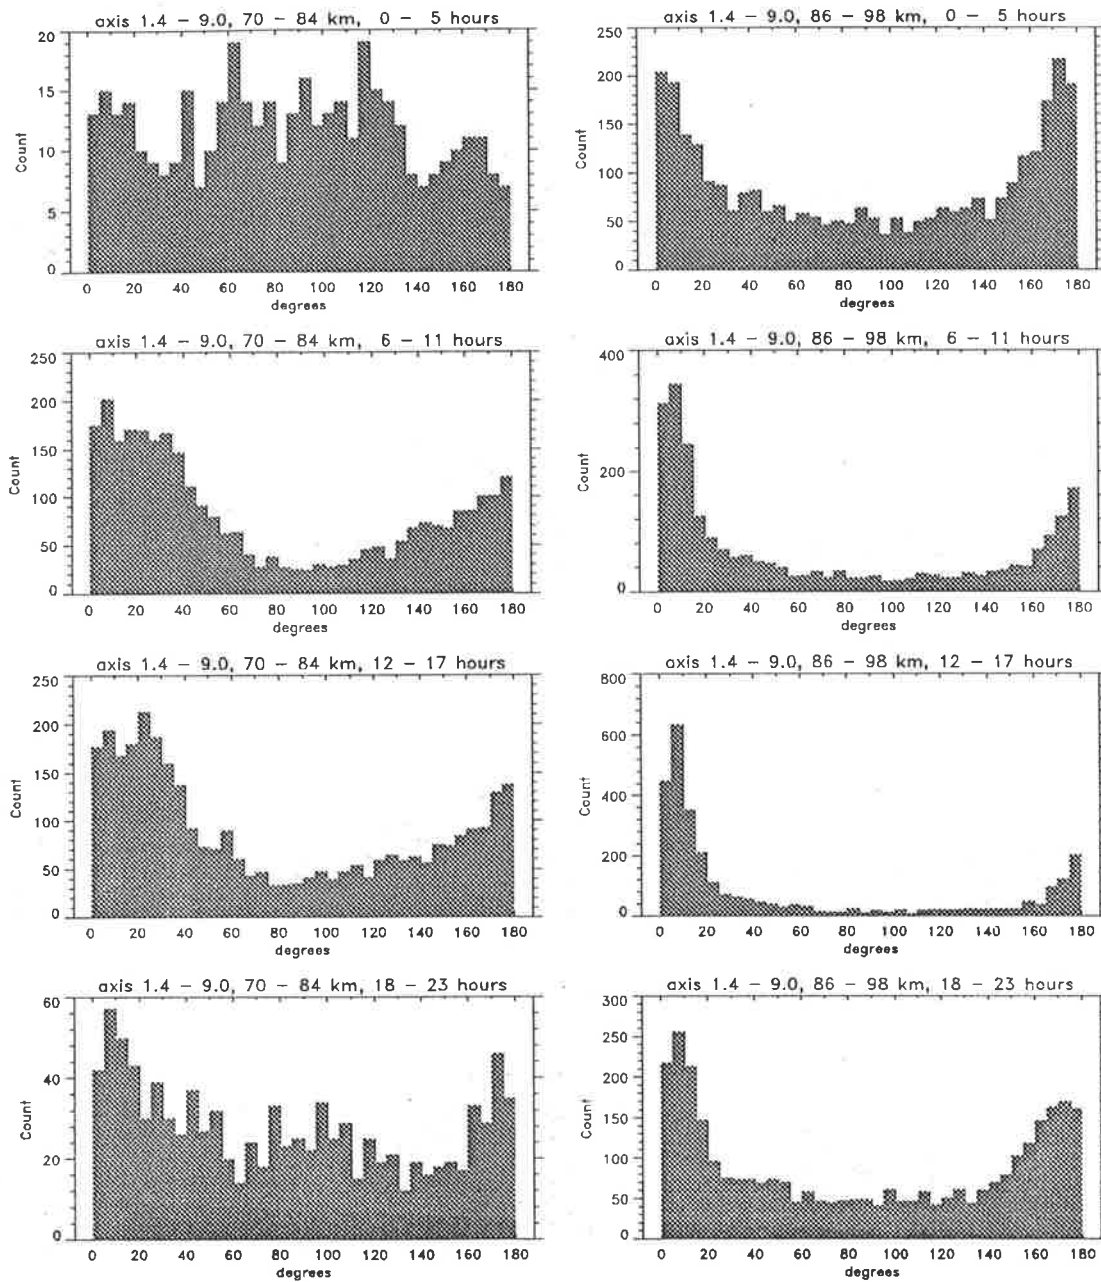 axis 1.4 – 9.0, 70 – 84 km, 0 – 5 hours
20
15
10
5
0
Count
0 20 40 60 80 100 120 140 160 180
degrees
axis 1.4 – 9.0, 86 – 98 km, 0 – 5 hours
250
200
150
100
50
0
Count
0 20 40 60 80 100 120 140 160 180
degrees
axis 1.4 – 9.0, 70 – 84 km, 6 – 11 hours
250
200
150
100
50
0
Count
0 20 40 60 80 100 120 140 160 180
degrees
axis 1.4 – 9.0, 86 – 98 km, 6 – 11 hours
400
200
0
Count
0 20 40 60 80 100 120 140 160 180
degrees
axis 1.4 – 9.0, 70 – 84 km, 12 – 17 hours
250
200
150
100
50
0
Count
0 20 40 60 80 100 120 140 160 180
degrees
axis 1.4 – 9.0, 86 – 98 km, 12 – 17 hours
800
600
400
200
0
Count
0 20 40 60 80 100 120 140 160 180
degrees
axis 1.4 – 9.0, 70 – 84 km, 18 – 23 hours
60
40
20
0
Count
0 20 40 60 80 100 120 140 160 180
degrees
axis 1.4 – 9.0, 86 – 98 km, 18 – 23 hours
300
250
200
150
100
50
0
Count
0 20 40 60 80 100 120 140 160 180
degrees